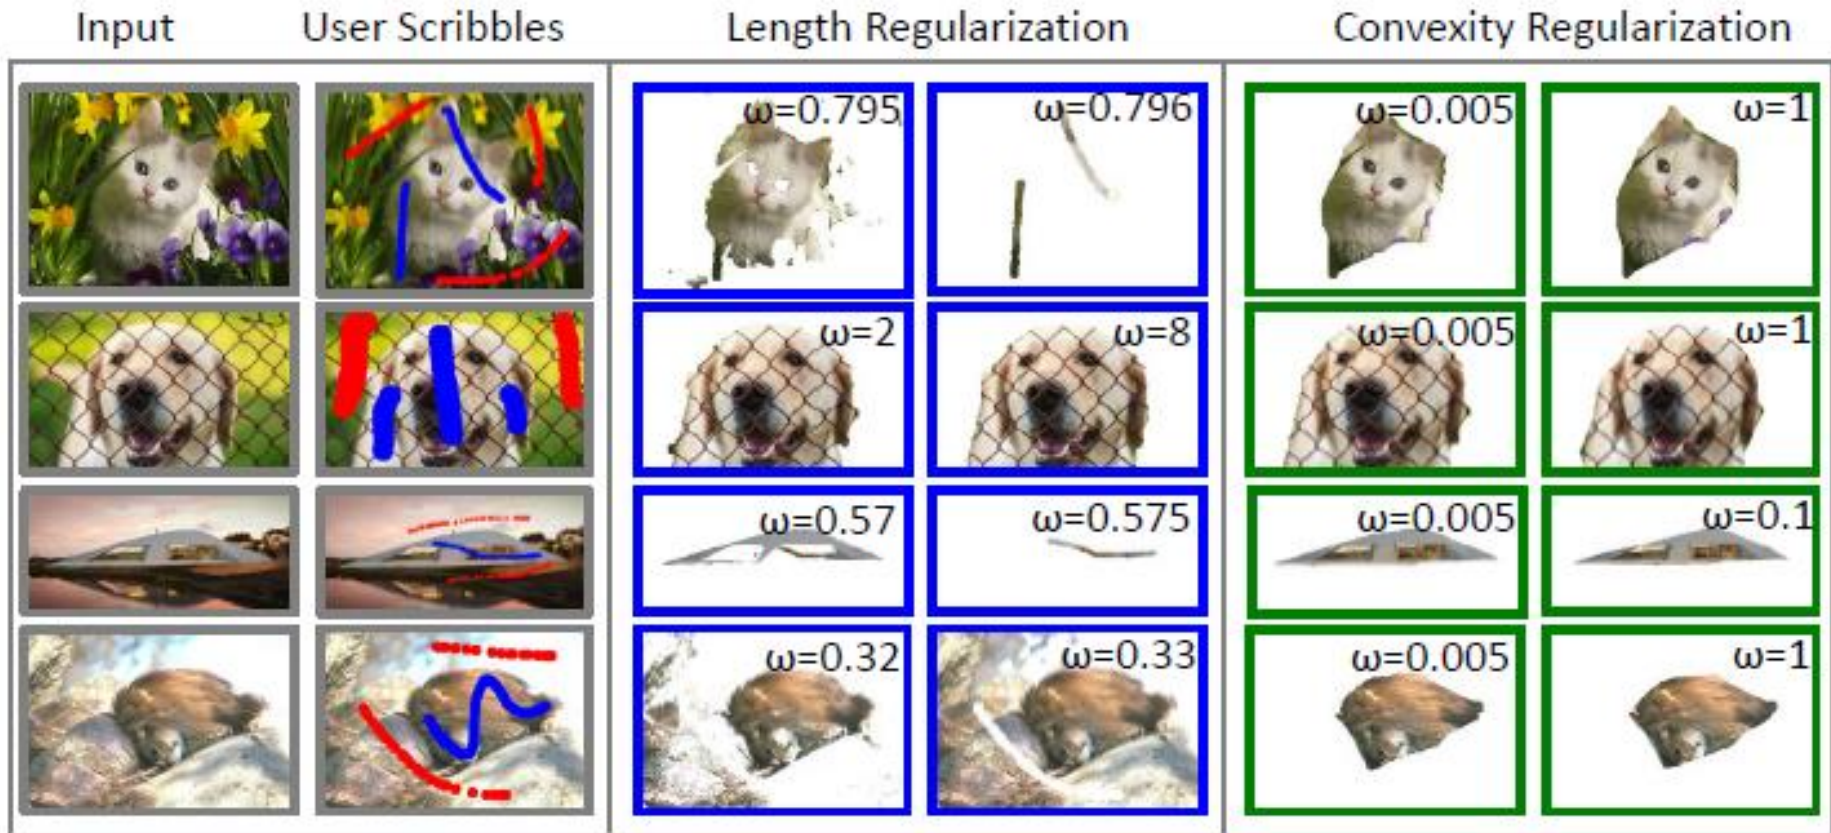 Input User Scribbles Length Regularization Convexity Regularization
ω=0.795 ω=0.796 ω=0.005 ω=1
ω=2 ω=8 ω=0.005 ω=1
ω=0.57 ω=0.575 ω=0.005 ω=0.1
ω=0.32 ω=0.33 ω=0.005 ω=1